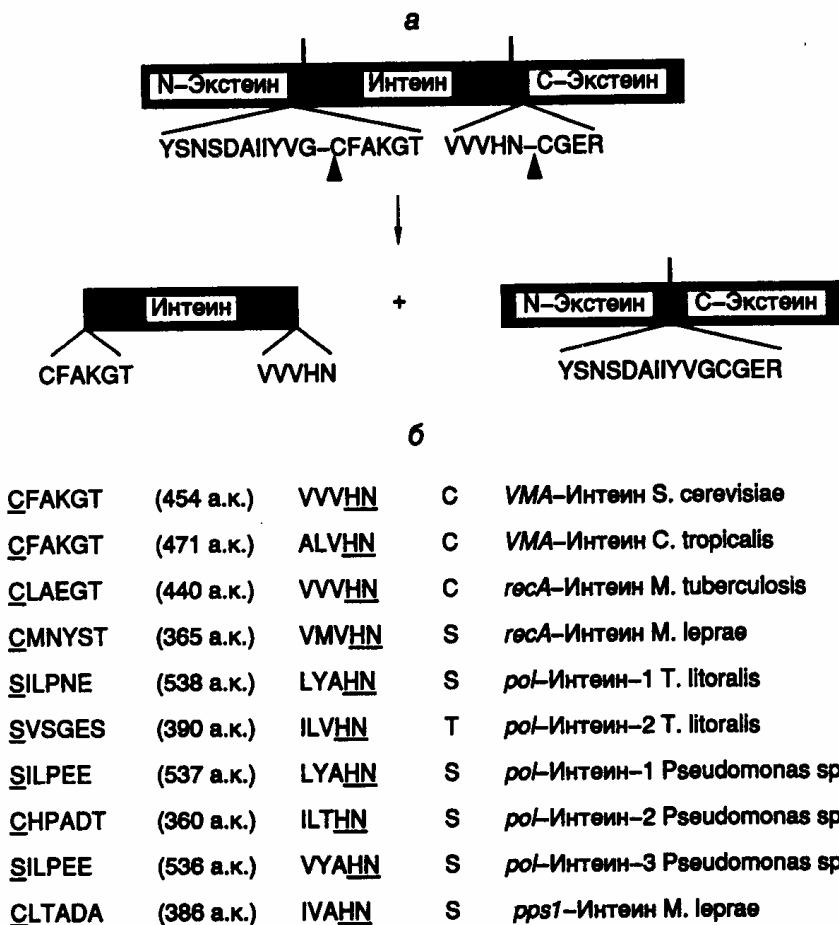 а
N–Экстеин Интеин С–Экстеин
YSNSDAIIYVG–CFAKGT VVVHN–CGER
Интеин + N–Экстеин С–Экстеин
CFAKGT VVVHN YSNSDAIIYVGCGER
б
CFAKGT (454 а.к.) VVVHN C VMA–Интеин S. cerevisiae
CFAKGT (471 а.к.) ALVHN C VMA–Интеин C. tropicalis
CLAEGT (440 а.к.) VVVHN C recA–Интеин M. tuberculosis
CMNYST (365 а.к.) VMVHN S recA–Интеин M. leprae
SILPNE (538 а.к.) LYAHN S pol–Интеин–1 T. litoralis
SVSGES (390 а.к.) ILVHN T pol–Интеин–2 T. litoralis
SILPEE (537 а.к.) LYAHN S pol–Интеин–1 Pseudomonas sp
CHPADT (360 а.к.) ILTHN S pol–Интеин–2 Pseudomonas sp
SILPEE (536 а.к.) VYAHN S pol–Интеин–3 Pseudomonas sp
CLTADA (386 а.к.) IVAHN S pps1–Интеин M. leprae